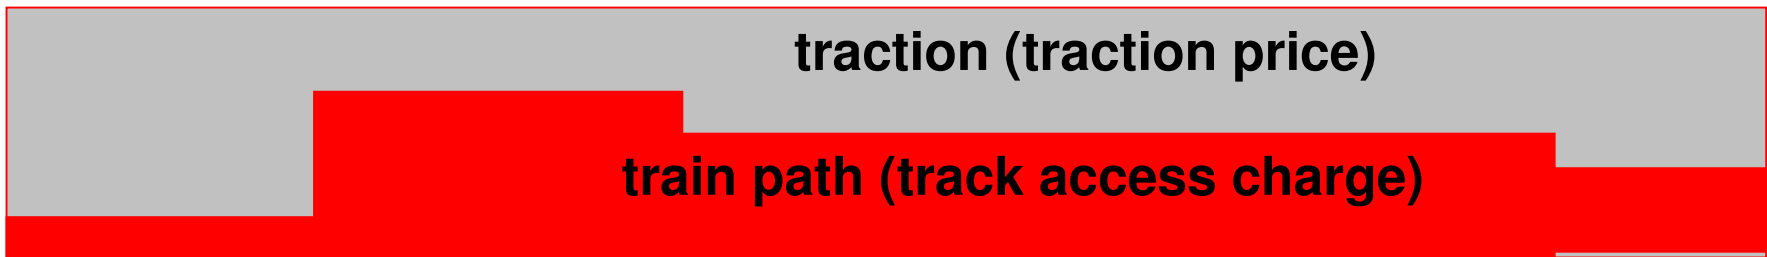 traction (traction price)
train path (track access charge)